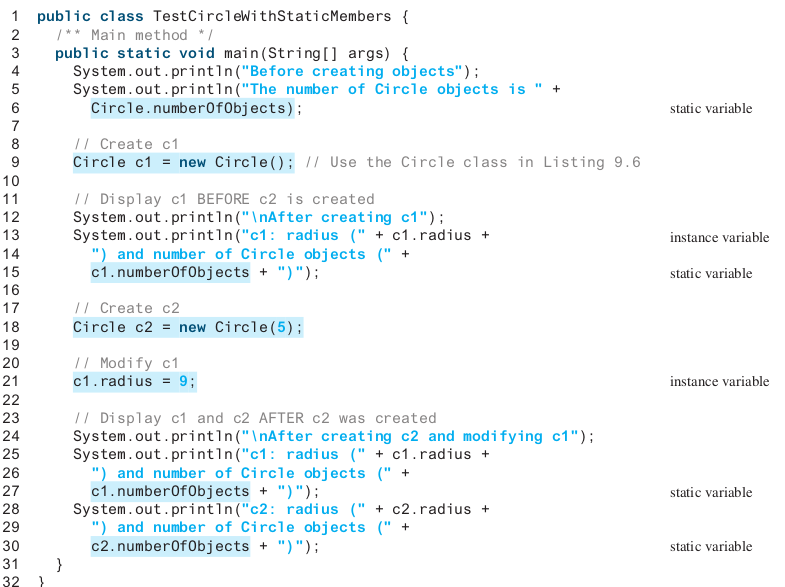 1 public class TestCircleWithStaticMembers {
2 /** Main method */
3 public static void main(String[] args) {
4 System.out.println("Before creating objects");
5 System.out.println("The number of Circle objects is " +
6 Circle.numberOfObjects); static variable
7
8 // Create c1
9 Circle c1 = new Circle(); // Use the Circle class in Listing 9.6
10
11 // Display c1 BEFORE c2 is created
12 System.out.println("\nAfter creating c1");
13 System.out.println("c1: radius (" + c1.radius + instance variable
14 ") and number of Circle objects (" +
15 c1.numberOfObjects + ")"); static variable
16
17 // Create c2
18 Circle c2 = new Circle(5);
19
20 // Modify c1
21 c1.radius = 9; instance variable
22
23 // Display c1 and c2 AFTER c2 was created
24 System.out.println("\nAfter creating c2 and modifying c1");
25 System.out.println("c1: radius (" + c1.radius +
26 ") and number of Circle objects (" +
27 c1.numberOfObjects + ")"); static variable
28 System.out.println("c2: radius (" + c2.radius +
29 ") and number of Circle objects (" +
30 c2.numberOfObjects + ")"); static variable
31 }
32 }